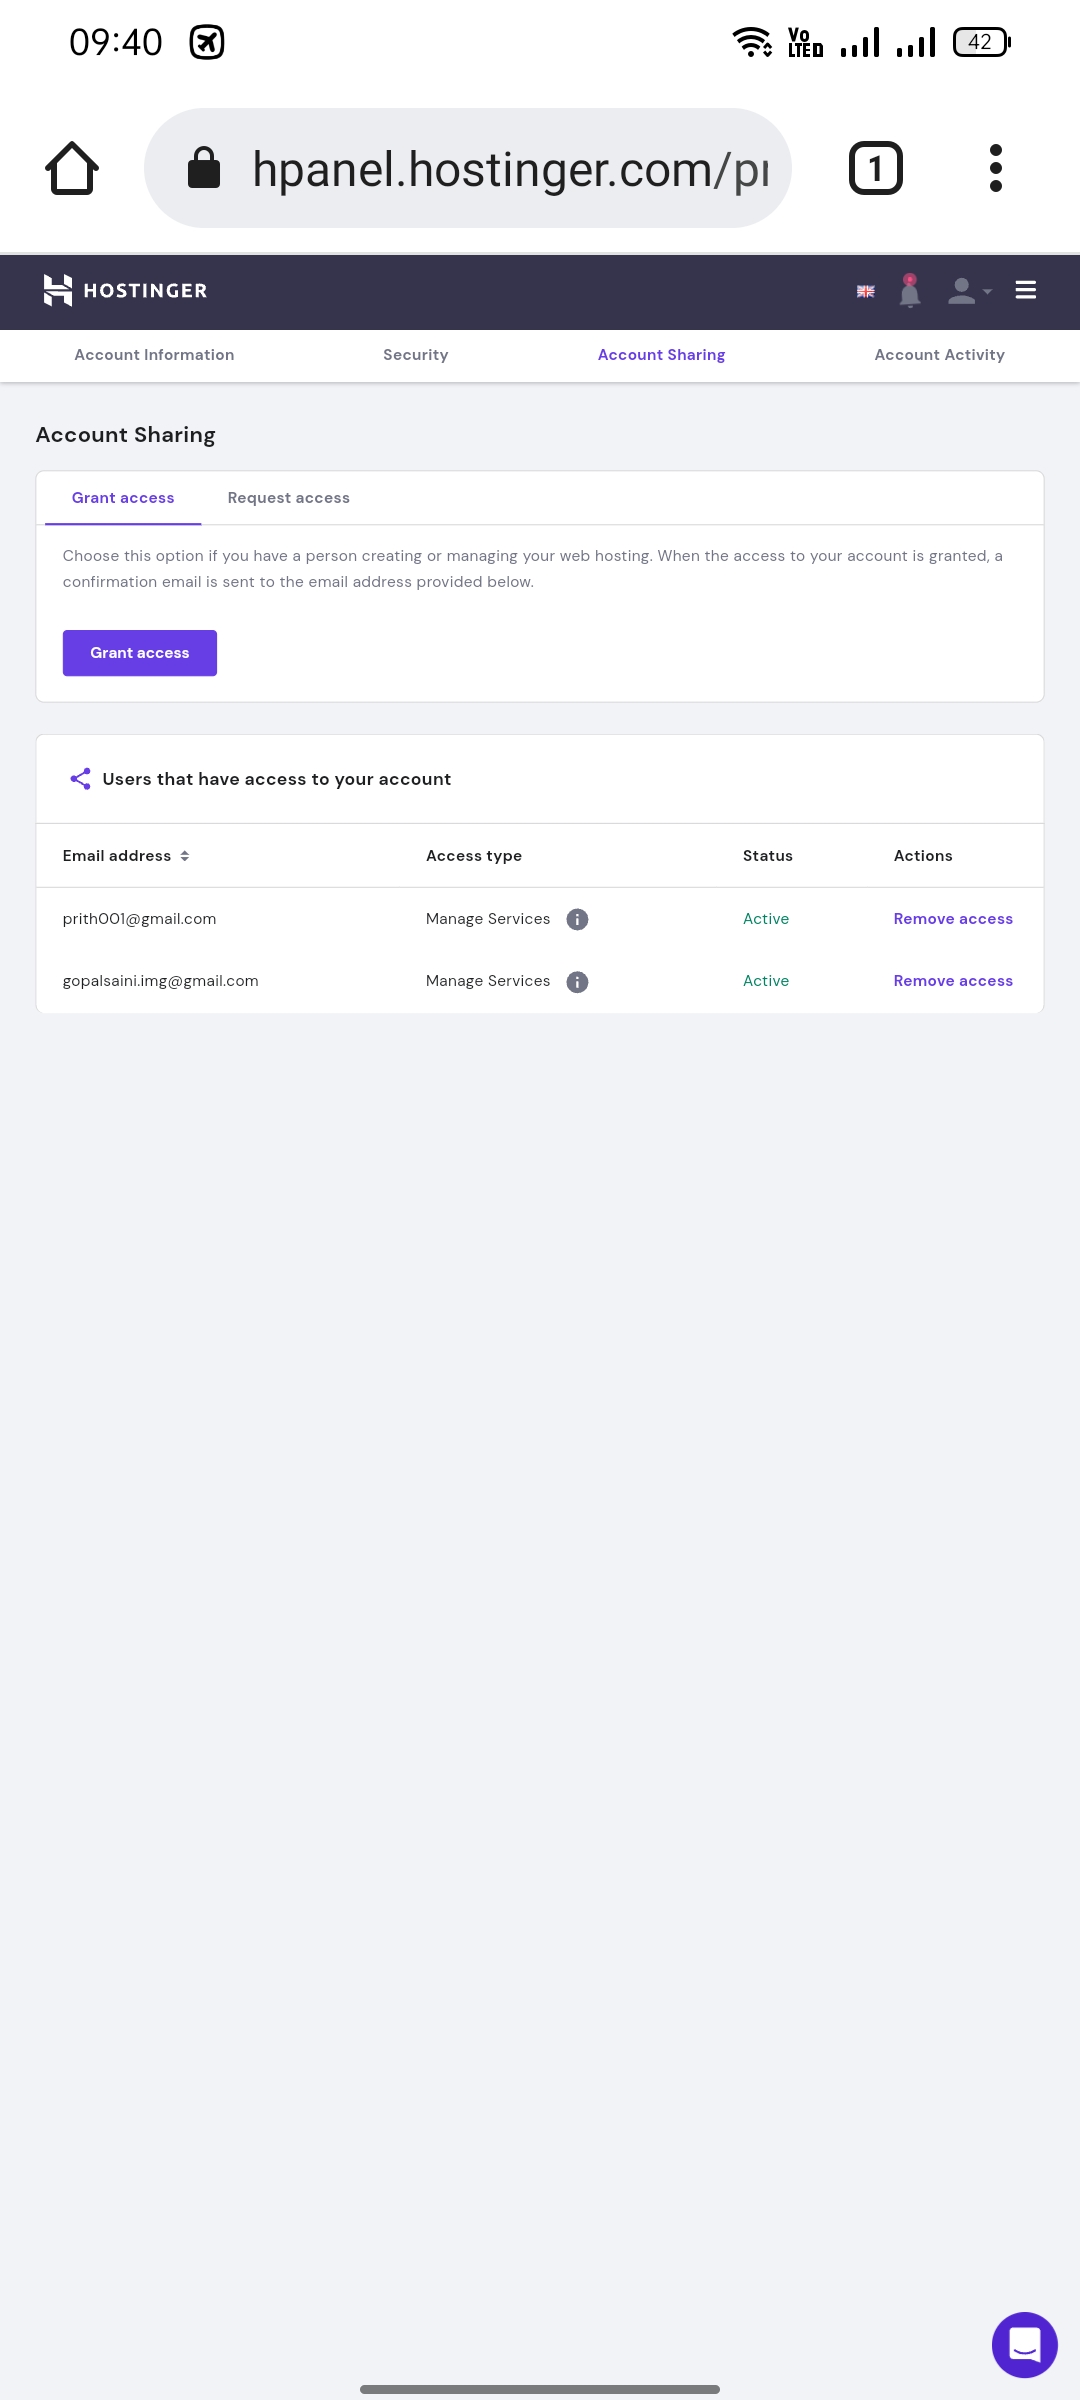 09:40
Vo LTED
42
hpanel.hostinger.com/pr
1
HOSTINGER
Account Information Security Account Sharing Account Activity
Account Sharing
Grant access Request access
Choose this option if you have a person creating or managing your web hosting. When the access to your account is granted, a
confirmation email is sent to the email address provided below.
Grant access
Users that have access to your account
Email address Access type Status Actions
prith001@gmail.com Manage Services Active Remove access
gopalsaini.img@gmail.com Manage Services Active Remove access